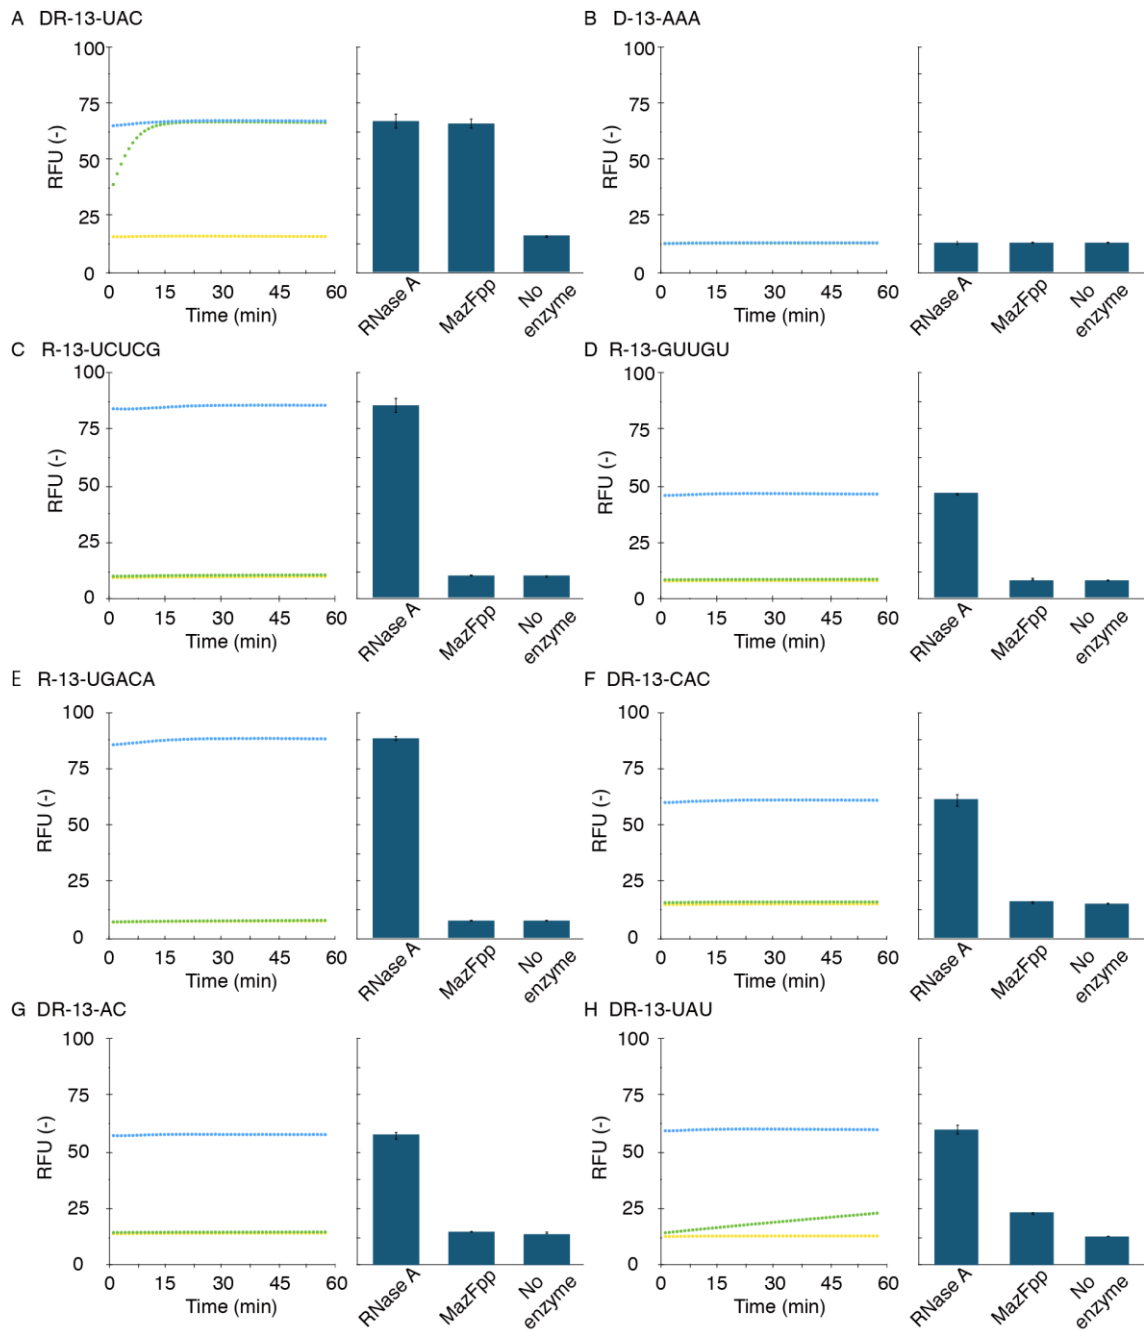 A DR-13-UAC
B D-13-AAA
100
75
50
25
0
RFU (-)
0 15 30 45 60
Time (min)
RNase A
MazFpp
No enzyme
100
75
50
25
0
RFU (-)
0 15 30 45 60
Time (min)
RNase A
MazFpp
No enzyme
C R-13-UCUCG
D R-13-GUUGU
100
75
50
25
0
RFU (-)
0 15 30 45 60
Time (min)
RNase A
MazFpp
No enzyme
100
75
50
25
0
RFU (-)
0 15 30 45 60
Time (min)
RNase A
MazFpp
No enzyme
E R-13-UGACA
F DR-13-CAC
100
75
50
25
0
RFU (-)
0 15 30 45 60
Time (min)
RNase A
MazFpp
No enzyme
100
75
50
25
0
RFU (-)
0 15 30 45 60
Time (min)
RNase A
MazFpp
No enzyme
G DR-13-AC
H DR-13-UAU
100
75
50
25
0
RFU (-)
0 15 30 45 60
Time (min)
RNase A
MazFpp
No enzyme
100
75
50
25
0
RFU (-)
0 15 30 45 60
Time (min)
RNase A
MazFpp
No enzyme